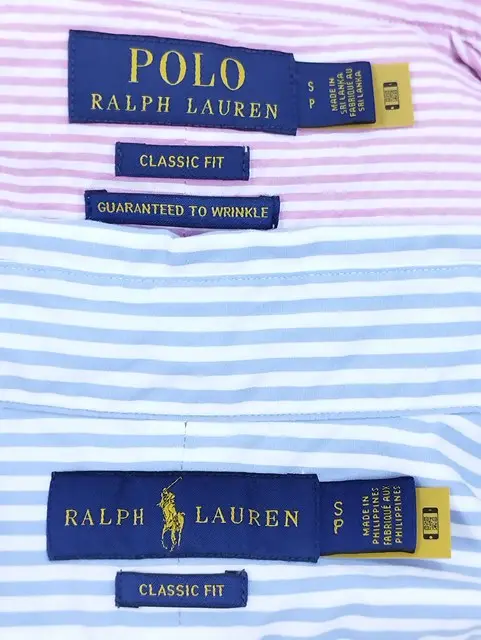 POLO
RALPH LAUREN
S
P
MADE IN
SRI LANKA
FABRIQUÉ AU
SRI LANKA
CLASSIC FIT
GUARANTEED TO WRINKLE
RALPH LAUREN
S
P
MADE IN
PHILIPPINES
FABRIQUÉ AUX
PHILIPPINES
CLASSIC FIT